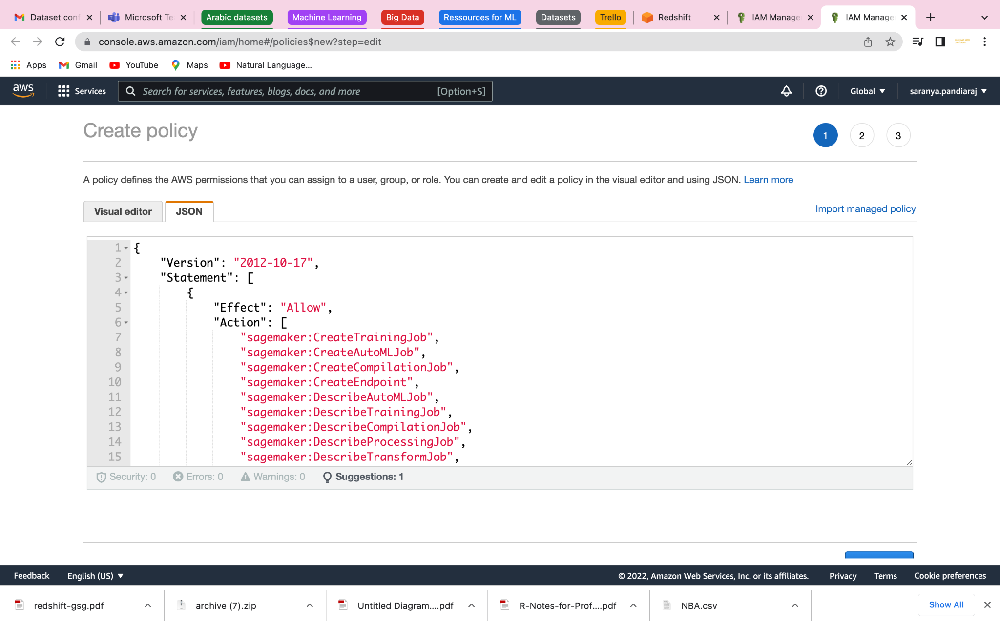 Dataset conf
Microsoft Te
Arabic datasets
Machine Learning
Big Data
Ressources for ML
Datasets
Trello
Redshift
IAM Manage
IAM Manage
console.aws.amazon.com/iam/home#/policies$new?step=edit
Apps
Gmail
YouTube
Maps
Natural Language...
aws
Services
Search for services, features, blogs, docs, and more
[Option+S]
Global
saranya.pandiaraj
Create policy
1
2
3
A policy defines the AWS permissions that you can assign to a user, group, or role. You can create and edit a policy in the visual editor and using JSON. Learn more
Visual editor
JSON
Import managed policy
1 {
2 "Version": "2012-10-17",
3 "Statement": [
4 {
5 "Effect": "Allow",
6 "Action": [
7 "sagemaker:CreateTrainingJob",
8 "sagemaker:CreateAutoMLJob",
9 "sagemaker:CreateCompilationJob",
10 "sagemaker:CreateEndpoint",
11 "sagemaker:DescribeAutoMLJob",
12 "sagemaker:DescribeTrainingJob",
13 "sagemaker:DescribeCompilationJob",
14 "sagemaker:DescribeProcessingJob",
15 "sagemaker:DescribeTransformJob",
Security: 0
Errors: 0
Warnings: 0
Suggestions: 1
Feedback
English (US)
© 2022, Amazon Web Services, Inc. or its affiliates.
Privacy
Terms
Cookie preferences
redshift-gsg.pdf
archive (7).zip
Untitled Diagram....pdf
R-Notes-for-Prof....pdf
NBA.csv
Show All